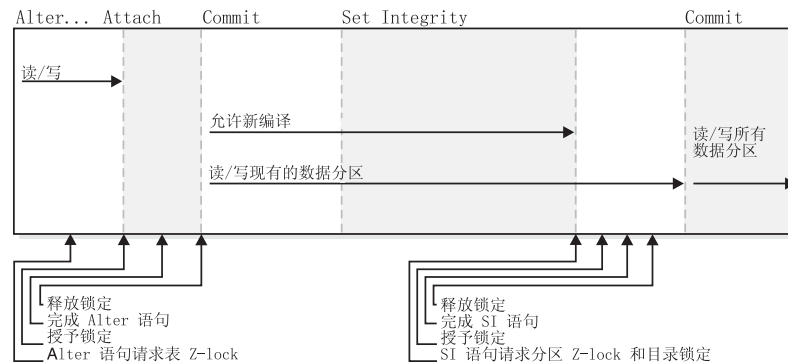 Alter... Attach Commit Set Integrity Commit
读/写
允许新编译
读/写所有
数据分区
读/写现有的数据分区
释放锁定
完成 Alter 语句
授予锁定
Alter 语句请求表 Z-lock
释放锁定
完成 SI 语句
授予锁定
SI 语句请求分区 Z-lock 和目录锁定